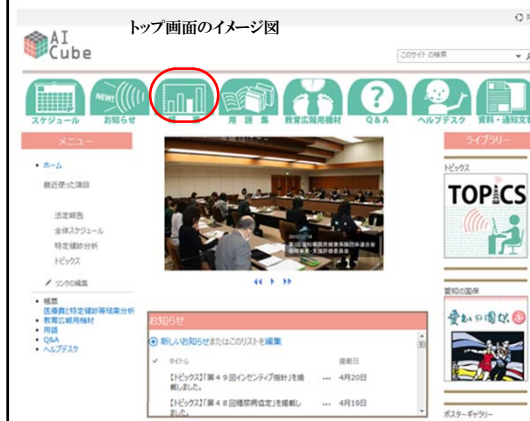 トップ画面のイメージ図
AI
Cube
このサイト の検索
スケジュール
NEW!
お知らせ
用 語 集
教育広報用機材
?
Q&A
ヘルプデスク
資料・通知文書
メニュー
ホーム
最近使った項目
法定報告
全体スケジュール
特定健診分析
トピックス
リンクの編集
帳票
医療費と特定健診等結果分析
教育広報用機材
用語
Q&A
ヘルプデスク
お知らせ
新しいお知らせまたはこのリストを編集
タイトル
掲載日
【トピックス】「第４９回インセンティブ指針」を掲載しました。
... 4月20日
【トピックス】「第４８回糖尿病協定」を掲載しました。
... 4月19日
ライブラリー
トピックス
TOPICS
愛知の国保
愛知の国保
ポスターギャラリー